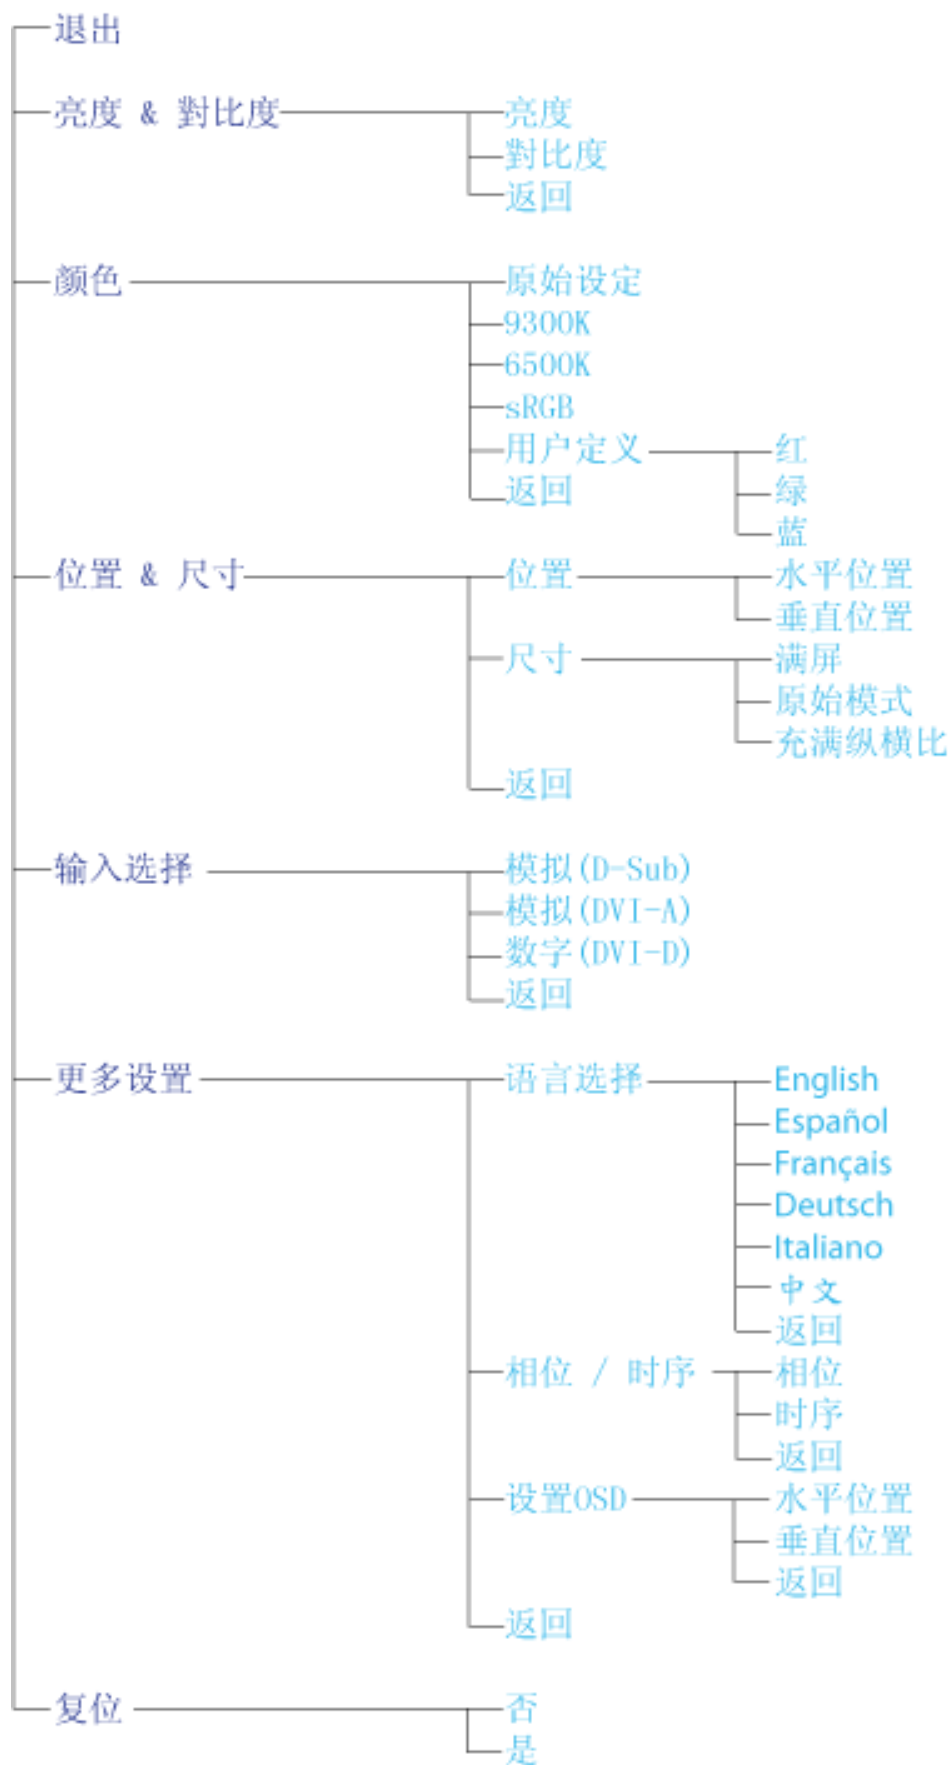 退出
亮度 & 對比度
亮度
對比度
返回
颜色
原始设定
9300K
6500K
sRGB
用户定义
红
绿
蓝
返回
位置 & 尺寸
位置
水平位置
垂直位置
尺寸
满屏
原始模式
充满纵横比
返回
输入选择
模拟(D-Sub)
模拟(DVI-A)
数字(DVI-D)
返回
更多设置
语言选择
English
Español
Français
Deutsch
Italiano
中文
返回
相位 / 时序
相位
时序
返回
设置OSD
水平位置
垂直位置
返回
返回
复位
否
是